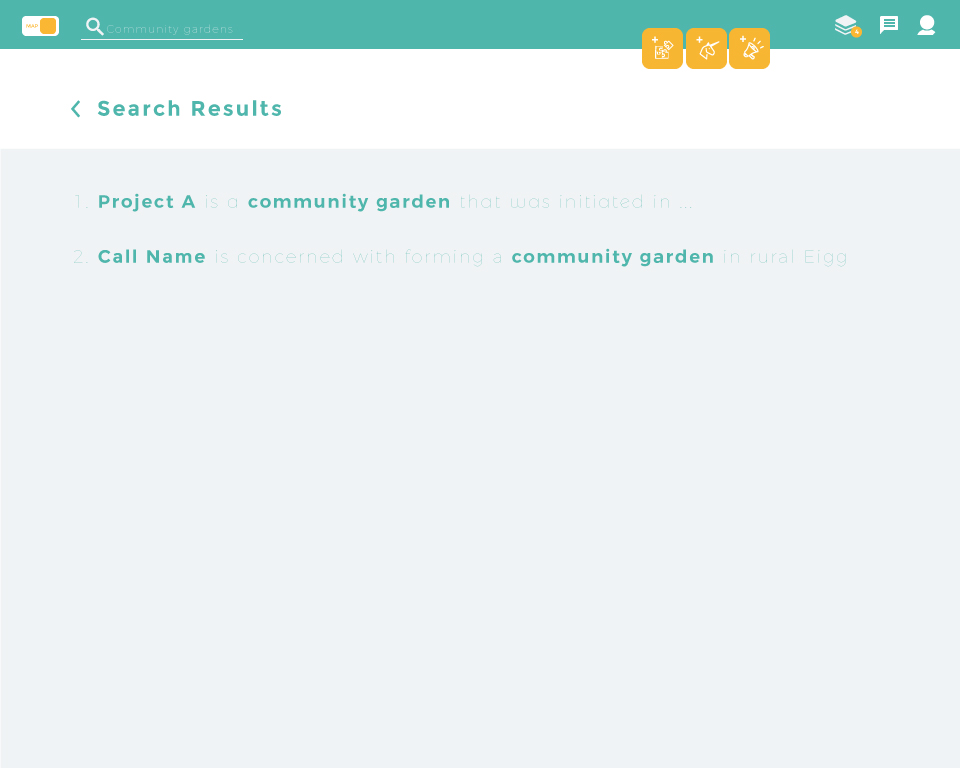 MAP
Community gardens
4
Search Results
1. Project A is a community garden that was initiated in ...
2. Call Name is concerned with forming a community garden in rural Eigg